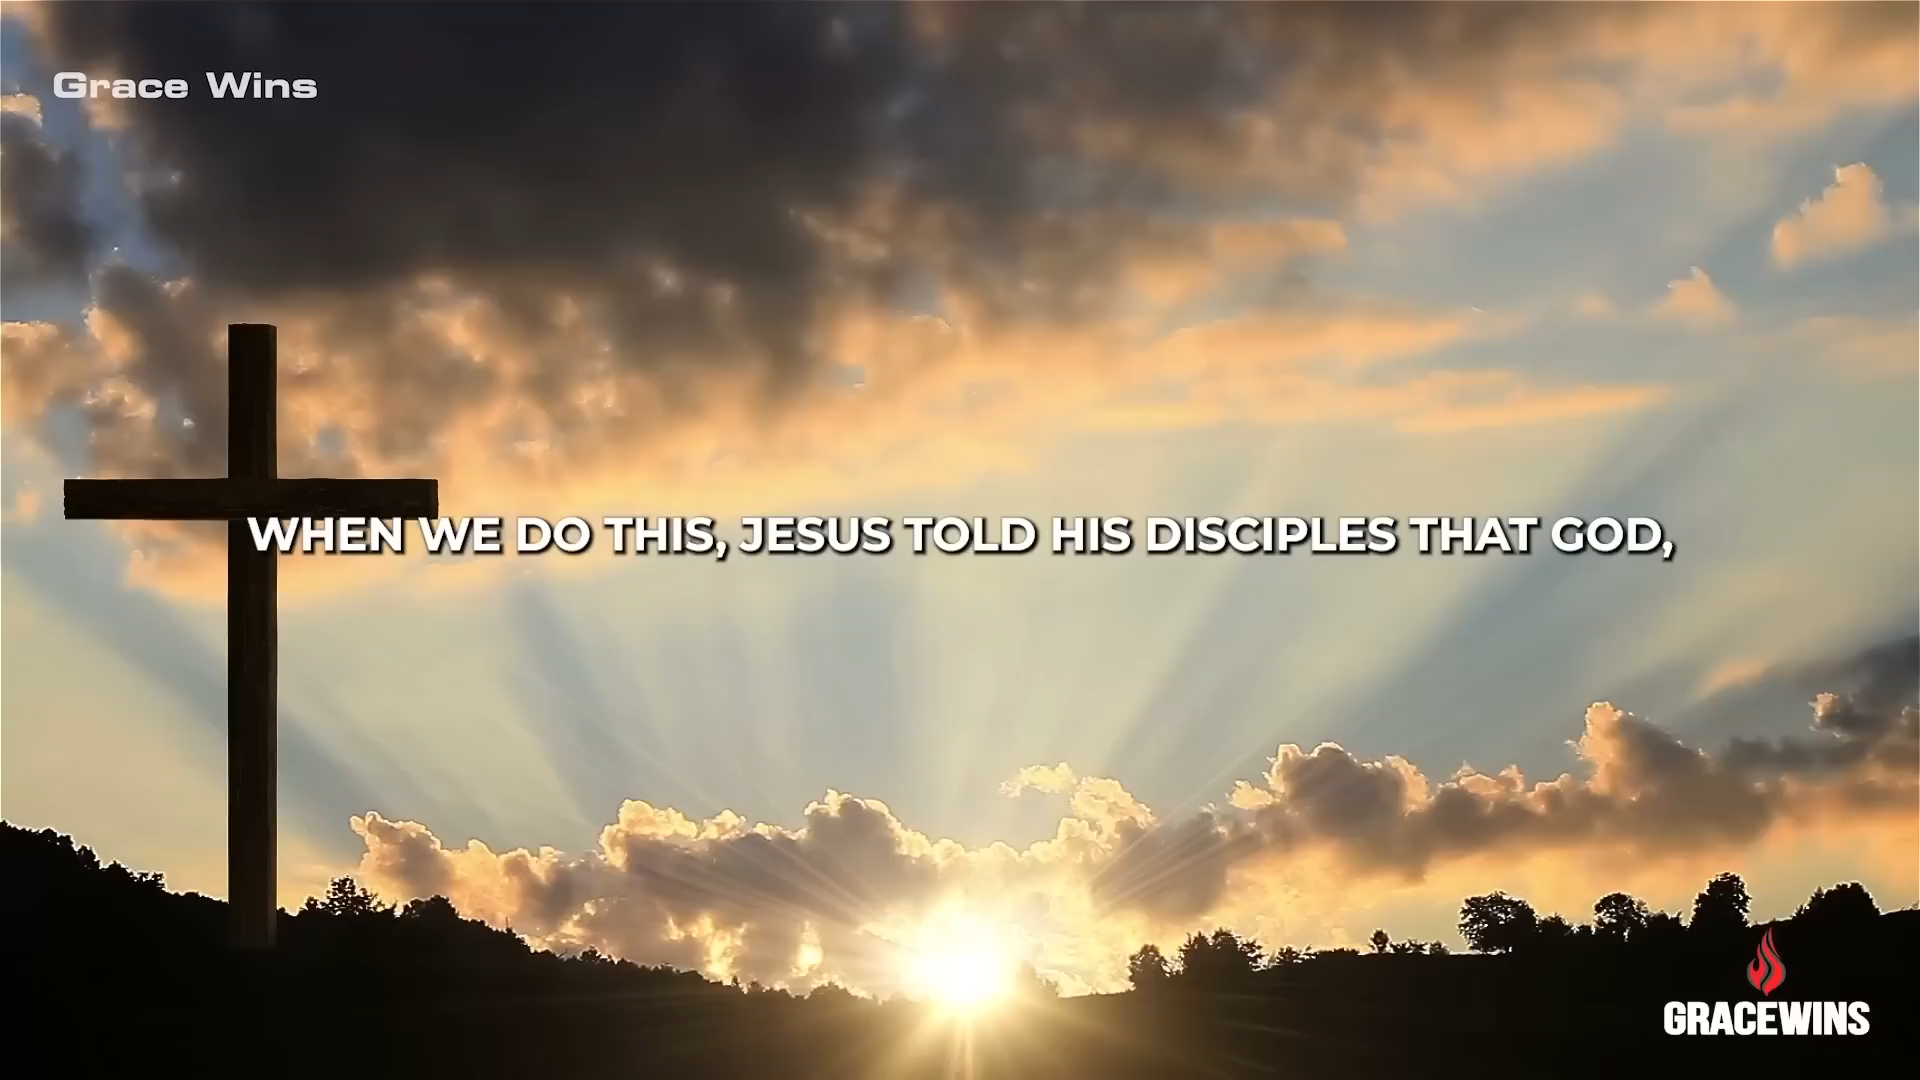 Grace Wins
WHEN WE DO THIS, JESUS TOLD HIS DISCIPLES THAT GOD,
GRACEWINS